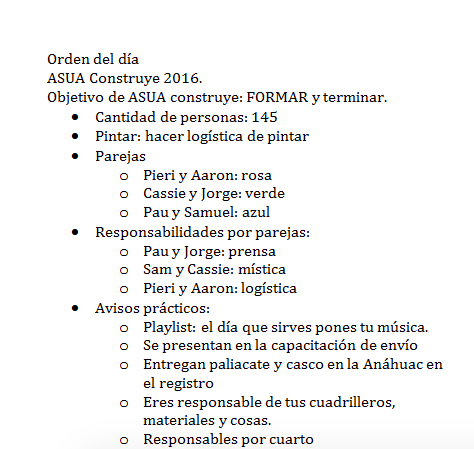 Orden del día
ASUA Construye 2016.
Objetivo de ASUA construye: FORMAR y terminar.
• Cantidad de personas: 145
• Pintar: hacer logística de pintar
• Parejas
o Pieri y Aaron: rosa
o Cassie y Jorge: verde
o Pau y Samuel: azul
• Responsabilidades por parejas:
o Pau y Jorge: prensa
o Sam y Cassie: mística
o Pieri y Aaron: logística
• Avisos prácticos:
o Playlist: el día que sirves pones tu música.
o Se presentan en la capacitación de envío
o Entregan paliacate y casco en la Anáhuac en
el registro
o Eres responsable de tus cuadrilleros,
materiales y cosas.
o Responsables por cuarto